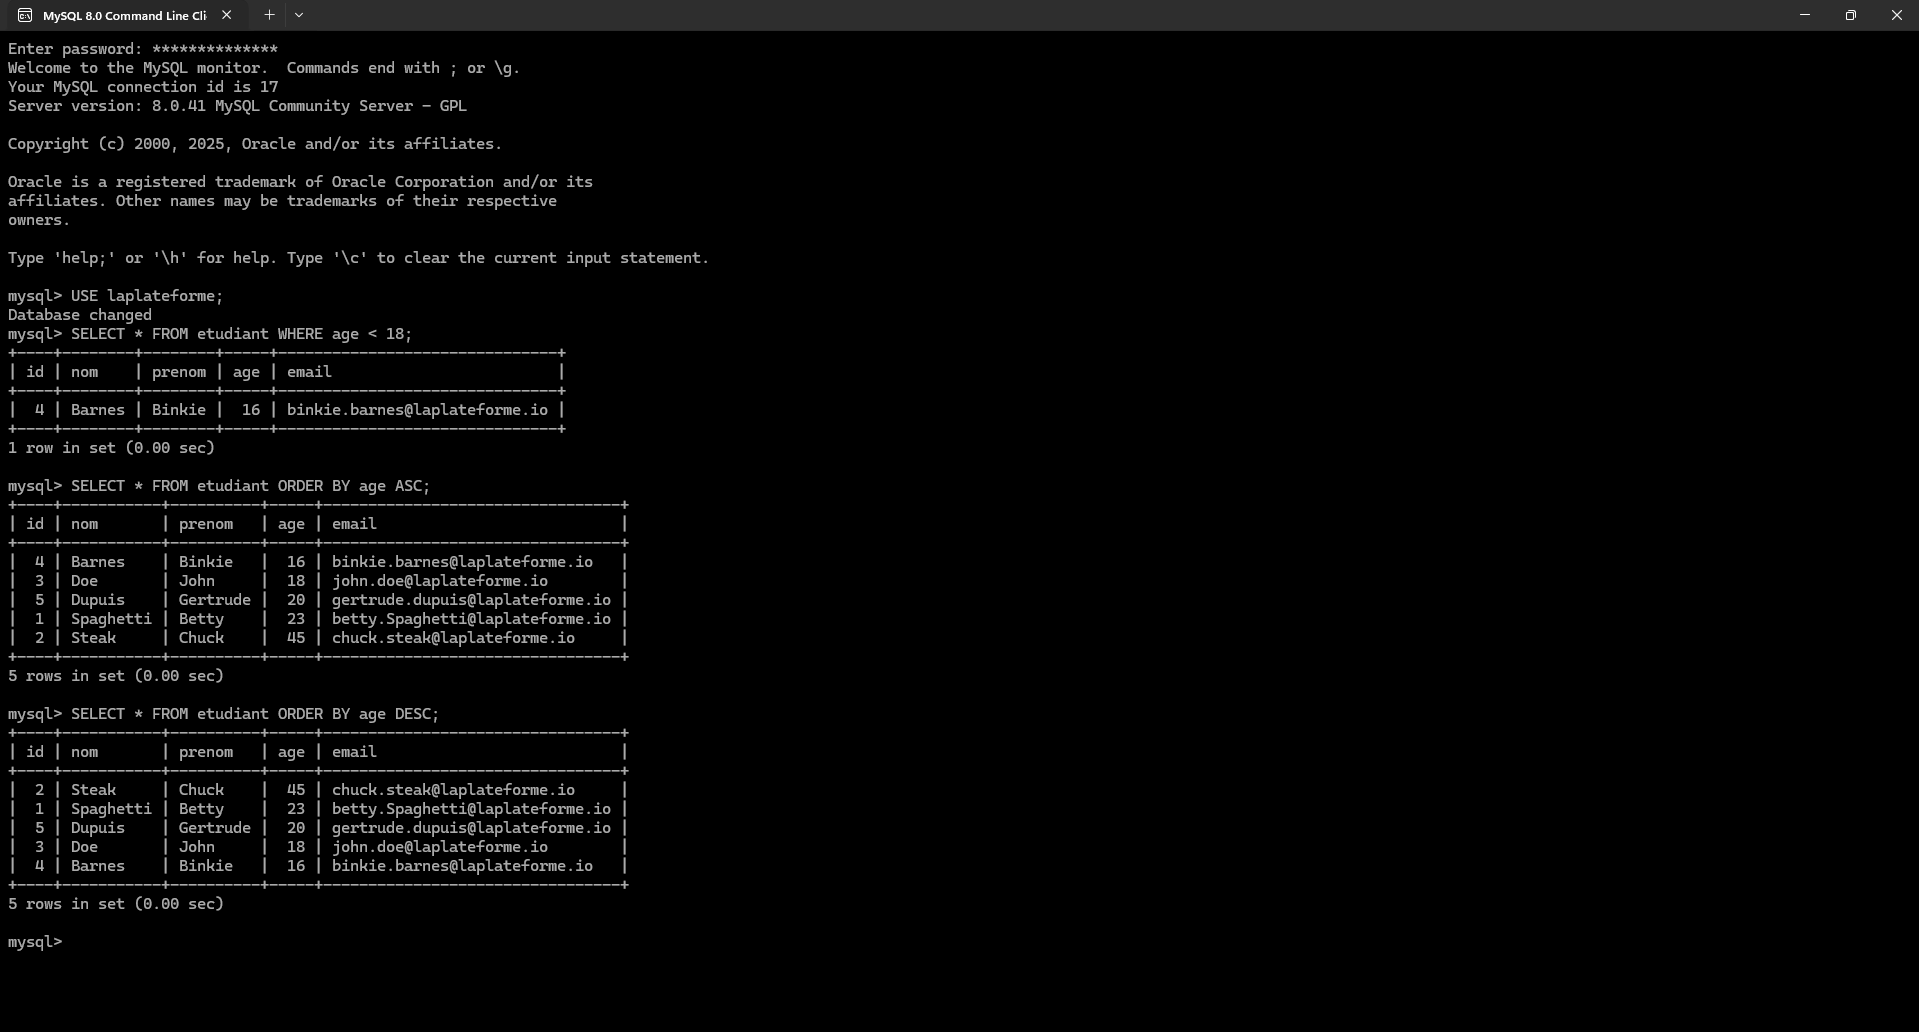 MySQL 8.0 Command Line Cli
Enter password: **************
Welcome to the MySQL monitor.  Commands end with ; or \g.
Your MySQL connection id is 17
Server version: 8.0.41 MySQL Community Server - GPL
Copyright (c) 2000, 2025, Oracle and/or its affiliates.
Oracle is a registered trademark of Oracle Corporation and/or its
affiliates. Other names may be trademarks of their respective
owners.
Type 'help;' or '\h' for help. Type '\c' to clear the current input statement.
mysql> USE laplateforme;
Database changed
mysql> SELECT * FROM etudiant WHERE age < 18;
+----+--------+--------+-----+-------------------------------+
| id | nom    | prenom | age | email                         |
+----+--------+--------+-----+-------------------------------+
|  4 | Barnes | Binkie |  16 | binkie.barnes@laplateforme.io |
+----+--------+--------+-----+-------------------------------+
1 row in set (0.00 sec)
mysql> SELECT * FROM etudiant ORDER BY age ASC;
+----+-----------+----------+-----+---------------------------------+
| id | nom       | prenom   | age | email                           |
+----+-----------+----------+-----+---------------------------------+
|  4 | Barnes    | Binkie   |  16 | binkie.barnes@laplateforme.io   |
|  3 | Doe       | John     |  18 | john.doe@laplateforme.io        |
|  5 | Dupuis    | Gertrude |  20 | gertrude.dupuis@laplateforme.io |
|  1 | Spaghetti | Betty    |  23 | betty.Spaghetti@laplateforme.io |
|  2 | Steak     | Chuck    |  45 | chuck.steak@laplateforme.io     |
+----+-----------+----------+-----+---------------------------------+
5 rows in set (0.00 sec)
mysql> SELECT * FROM etudiant ORDER BY age DESC;
+----+-----------+----------+-----+---------------------------------+
| id | nom       | prenom   | age | email                           |
+----+-----------+----------+-----+---------------------------------+
|  2 | Steak     | Chuck    |  45 | chuck.steak@laplateforme.io     |
|  1 | Spaghetti | Betty    |  23 | betty.Spaghetti@laplateforme.io |
|  5 | Dupuis    | Gertrude |  20 | gertrude.dupuis@laplateforme.io |
|  3 | Doe       | John     |  18 | john.doe@laplateforme.io        |
|  4 | Barnes    | Binkie   |  16 | binkie.barnes@laplateforme.io   |
+----+-----------+----------+-----+---------------------------------+
5 rows in set (0.00 sec)
mysql>